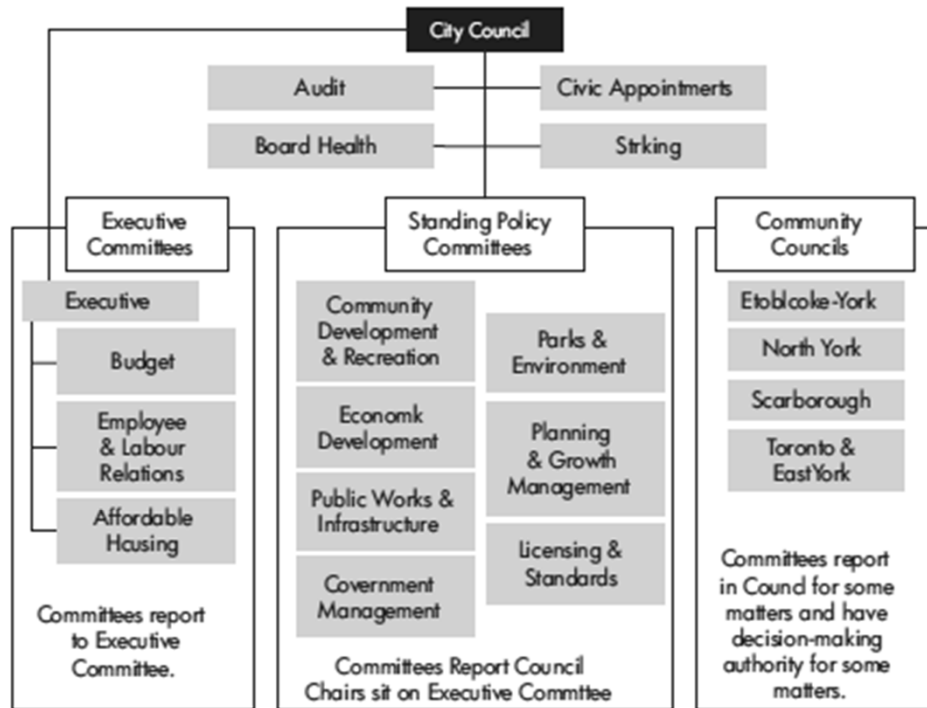 City Council
Audit
Civic Appointmerts
Board Health
Strking
Executive
Committees
Executive
Budget
Employee
& Labour
Relations
Affordable
Hcusing
Committees report
to Executive
Committee.
Standing Policy
Committees
Community
Development
& Recreation
Economk
Development
Public Works &
Infrastructure
Covernment
Management
Parks &
Environment
Planning
& Growth
Management
Licensing &
Standards
Committees Report Council
Chairs sit on Executive Commttee
Community
Councils
Etoblcoke-York
North York
Scarborough
Toronto &
EastYork
Committees report
in Cound for some
matters and have
decision-making
authority for some
matters.